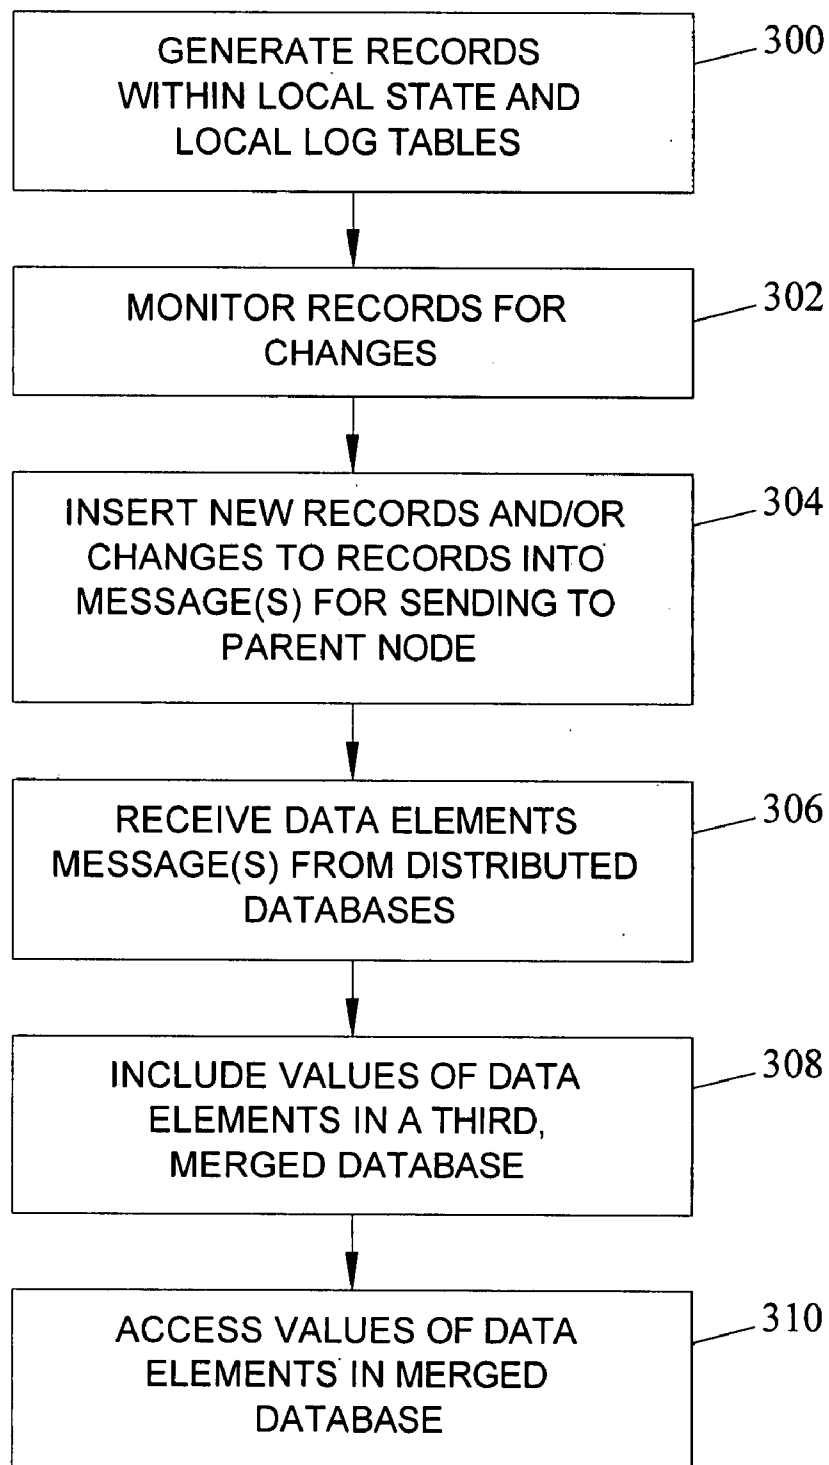 GENERATE RECORDS
WITHIN LOCAL STATE AND
LOCAL LOG TABLES
300
MONITOR RECORDS FOR
CHANGES
302
INSERT NEW RECORDS AND/OR
CHANGES TO RECORDS INTO
MESSAGE(S) FOR SENDING TO
PARENT NODE
304
RECEIVE DATA ELEMENTS
MESSAGE(S) FROM DISTRIBUTED
DATABASES
306
INCLUDE VALUES OF DATA
ELEMENTS IN A THIRD,
MERGED DATABASE
308
ACCESS VALUES OF DATA
ELEMENTS IN MERGED
DATABASE
310